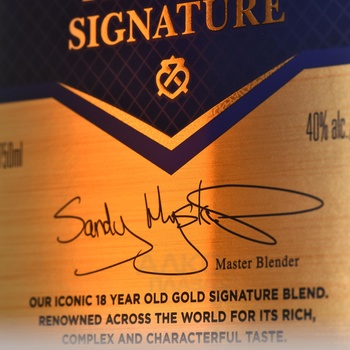 SIGNATURE
750ml
40% alc.
Sandy
Master Blender
OUR ICONIC 18 YEAR OLD GOLD SIGNATURE BLEND.
RENOWNED ACROSS THE WORLD FOR ITS RICH,
COMPLEX AND CHARACTERFUL TASTE.